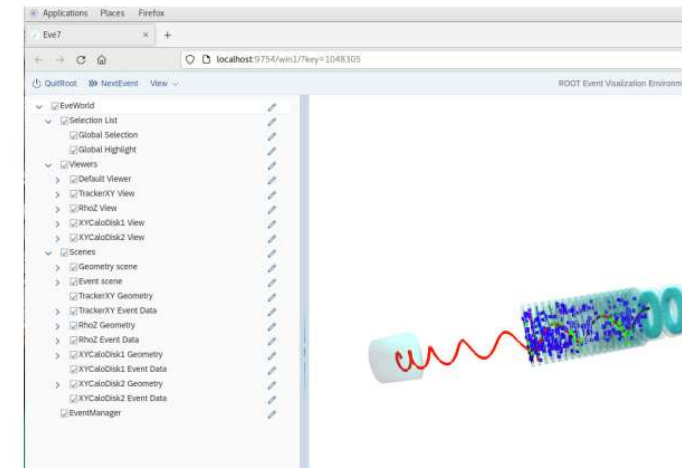 Applications Places Firefox
Eve7 × +
localhost:9754/win1/?key=1048305
QuitRoot NextEvent View
ROOT Event Visalization Environm
EveWorld
Selection List
Global Selection
Global Highlight
Viewers
Default Viewer
TrackerXY View
RhoZ View
XYCaloDisk1 View
XYCaloDisk2 View
Scenes
Geometry scene
Event scene
TrackerXY Geometry
TrackerXY Event Data
RhoZ Geometry
RhoZ Event Data
XYCaloDisk1 Geometry
XYCaloDisk1 Event Data
XYCaloDisk2 Geometry
XYCaloDisk2 Event Data
EventManager